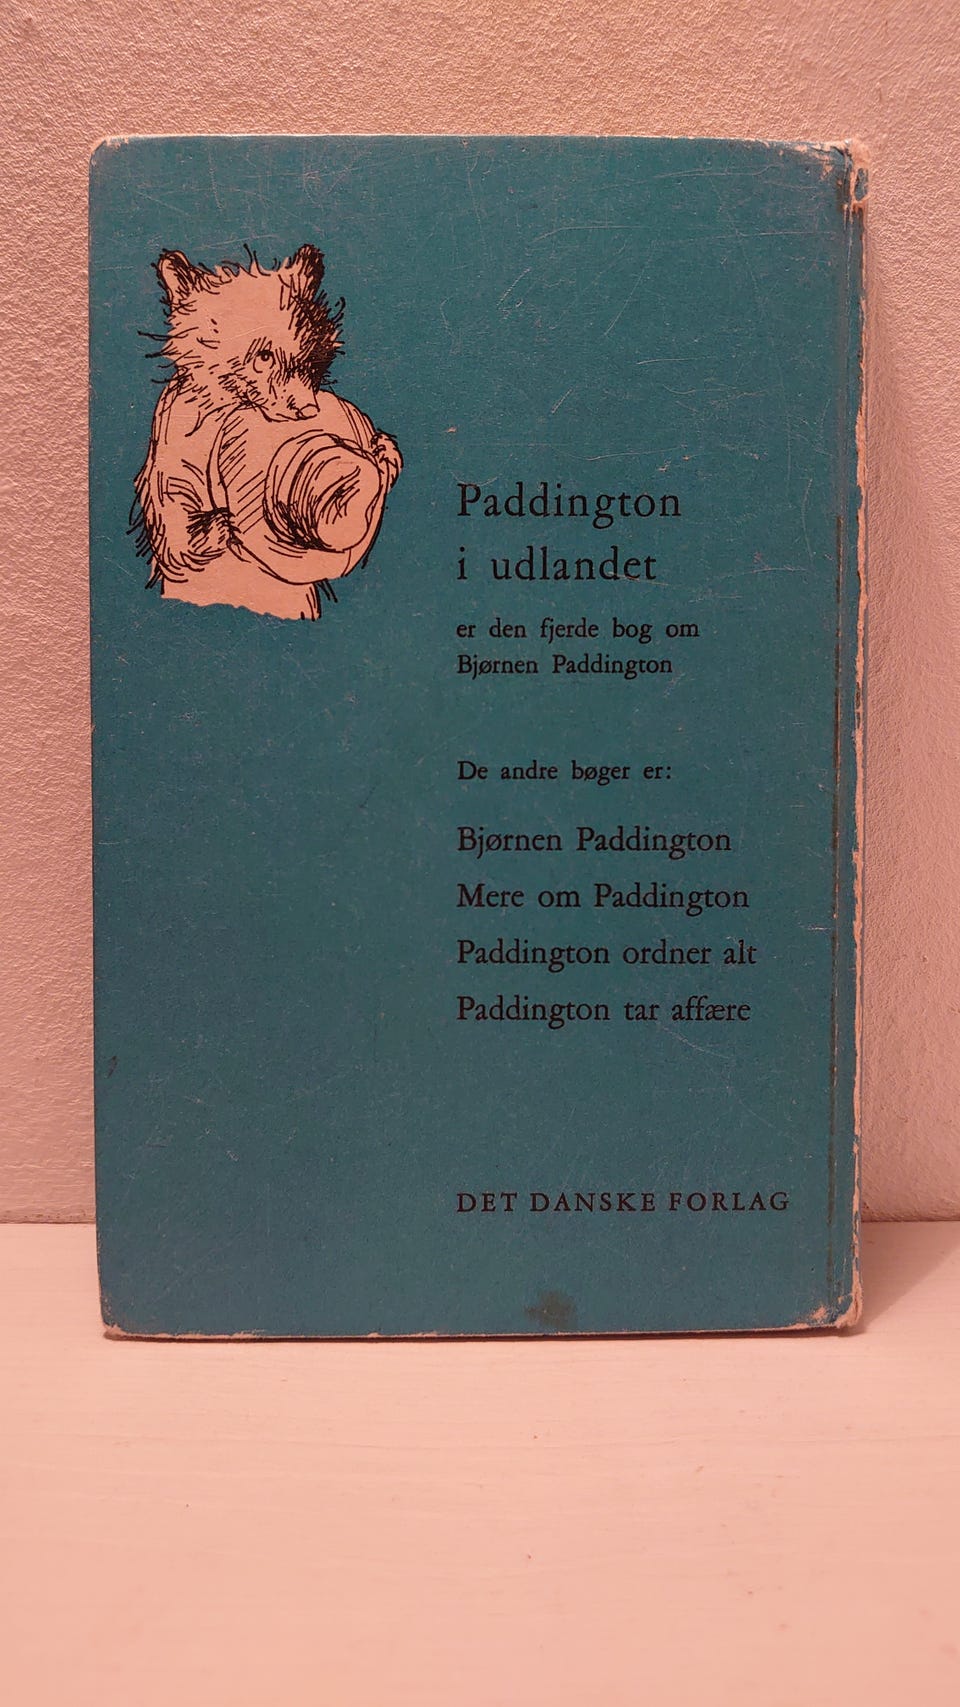 Paddington
i udlandet
er den fjerde bog om
Bjørnen Paddington
De andre bøger er:
Bjørnen Paddington
Mere om Paddington
Paddington ordner alt
Paddington tar affære
DET DANSKE FORLAG